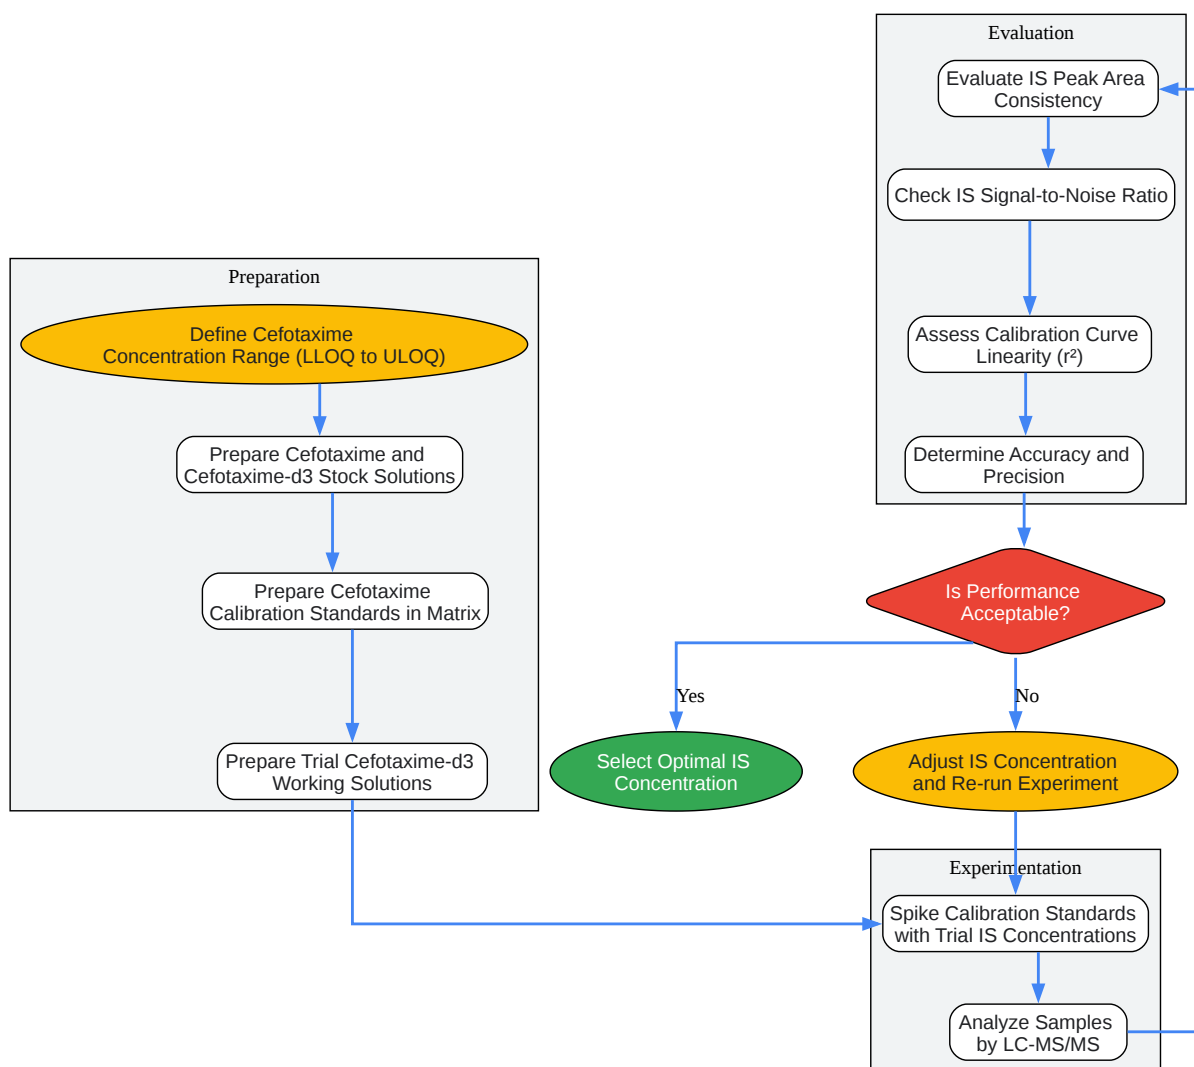 Preparation
Define Cefotaxime
Concentration Range (LLOQ to ULOQ)
Prepare Cefotaxime and
Cefotaxime-d3 Stock Solutions
Prepare Cefotaxime
Calibration Standards in Matrix
Prepare Trial Cefotaxime-d3
Working Solutions
Evaluation
Evaluate IS Peak Area
Consistency
Check IS Signal-to-Noise Ratio
Assess Calibration Curve
Linearity (r²)
Determine Accuracy and
Precision
Is Performance
Acceptable?
Yes
No
Select Optimal IS
Concentration
Adjust IS Concentration
and Re-run Experiment
Experimentation
Spike Calibration Standards
with Trial IS Concentrations
Analyze Samples
by LC-MS/MS